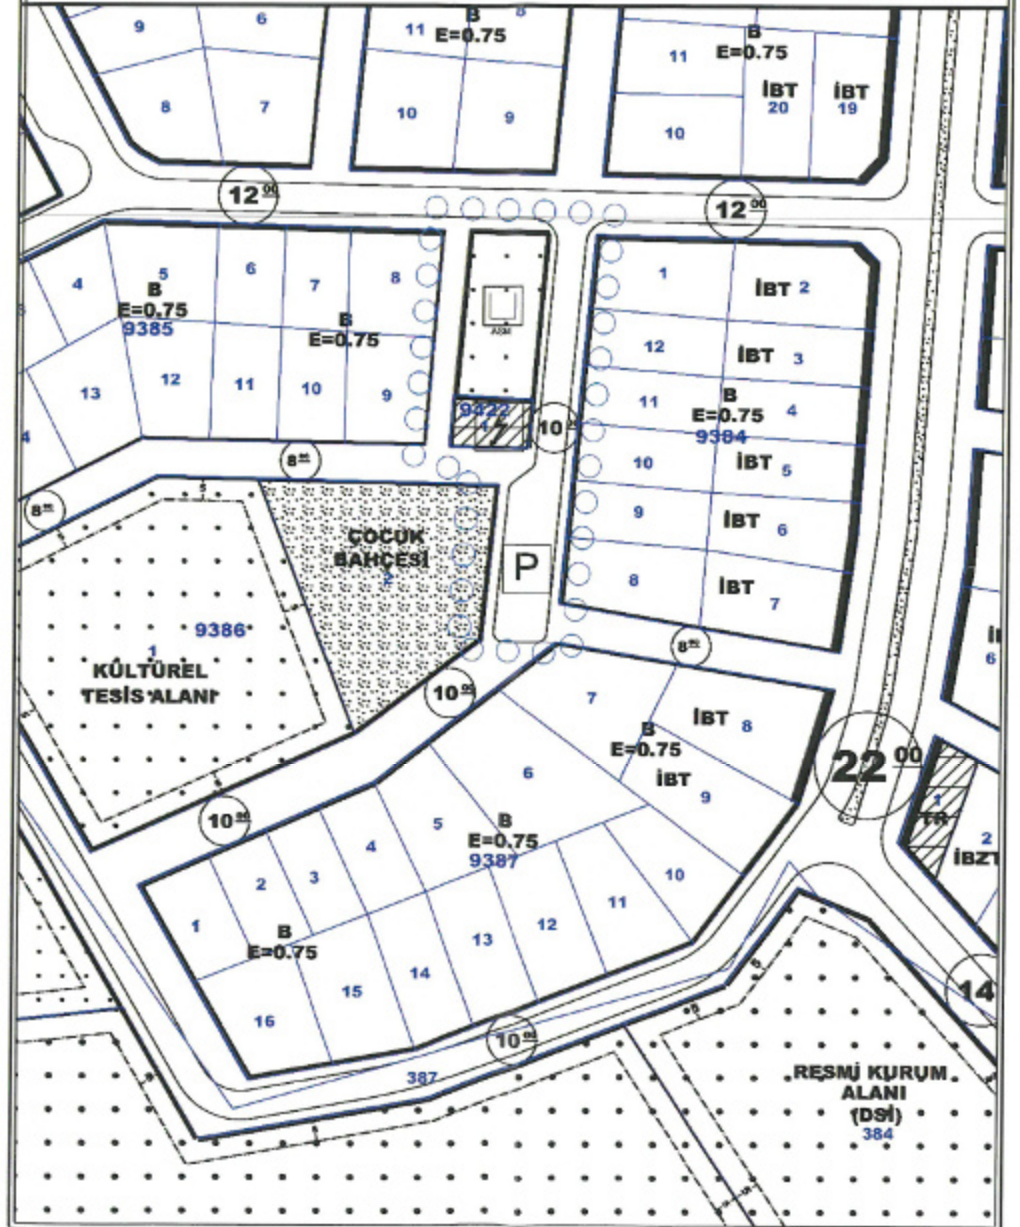 9
6
11
B
8
E=0.75
B
E=0.75
11
İBT
20
İBT
19
8
7
10
9
10
12 00
12 00
4
5
B
E=0.75
9385
6
7
8
B
E=0.75
13
12
11
10
9
4
1
İBT 2
12
İBT 3
11
B
E=0.75
9384
4
10
İBT 5
9
İBT 6
8
İBT 7
9422
1
10
8
8
5
ÇOCUK
BAHÇESİ
2
P
9386
1
KÜLTÜREL
TESİS ALANI
10 00
8
7
İBT 8
B
E=0.75
İBT
9
6
10 00
5
B
E=0.75
9387
4
3
2
1
B
E=0.75
10
11
12
13
14
15
16
22 00
İ
6
1
TR
2
İBZT
14
10 00
387
RESMİ KURUM
ALANI
(DSİ)
384